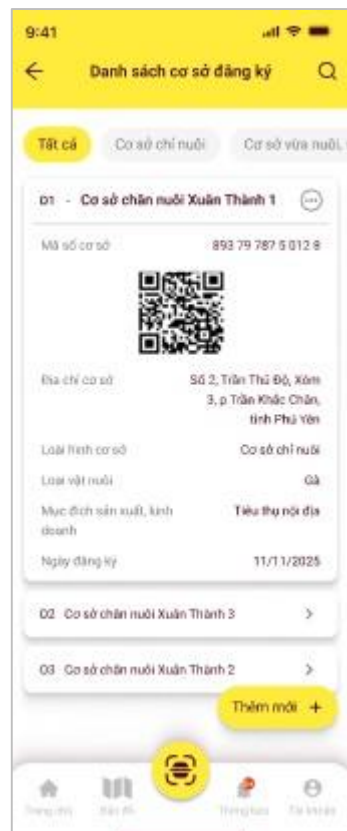 9:41
Danh sách cơ sở đăng ký
Tất cả
Cơ sở chỉ nuôi
Cơ sở vừa nuôi,
01 - Cơ sở chăn nuôi Xuân Thành 1
Mã số cơ sở
893 79 787 5 012 8
Địa chỉ cơ sở
Số 2, Trần Thủ Độ, Xóm
3, p Trần Khắc Chân,
tỉnh Phú Yên
Loại hình cơ sở
Cơ sở chỉ nuôi
Loại vật nuôi
Gà
Mục đích sản xuất, kinh
doanh
Tiêu thụ nội địa
Ngày đăng ký
11/11/2025
02 Cơ sở chăn nuôi Xuân Thành 3
03 Cơ sở chăn nuôi Xuân Thành 2
Thêm mới +
Trang chủ
Bản đồ
Thông báo
Tài khoản